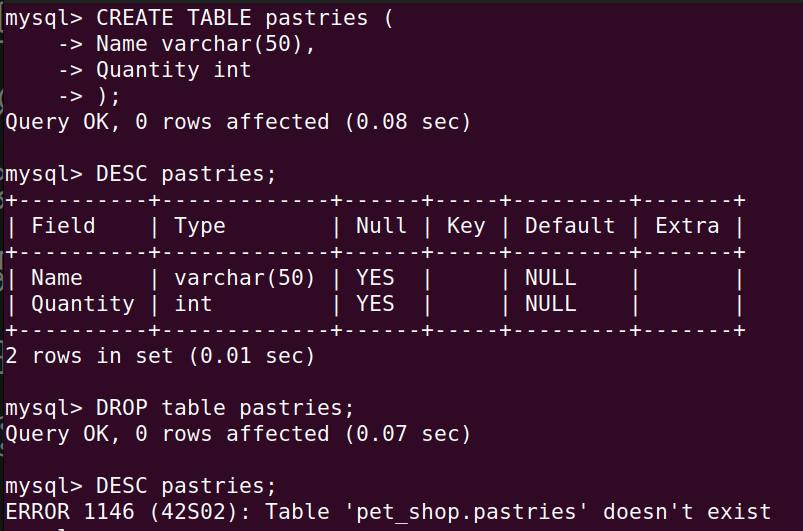 mysql> CREATE TABLE pastries (
    -> Name varchar(50),
    -> Quantity int
    -> );
Query OK, 0 rows affected (0.08 sec)

mysql> DESC pastries;
+----------+-------------+------+-----+---------+-------+
| Field    | Type        | Null | Key | Default | Extra |
+----------+-------------+------+-----+---------+-------+
| Name     | varchar(50) | YES  |     | NULL    |       |
| Quantity | int         | YES  |     | NULL    |       |
+----------+-------------+------+-----+---------+-------+
2 rows in set (0.01 sec)

mysql> DROP table pastries;
Query OK, 0 rows affected (0.07 sec)

mysql> DESC pastries;
ERROR 1146 (42S02): Table 'pet_shop.pastries' doesn't exist